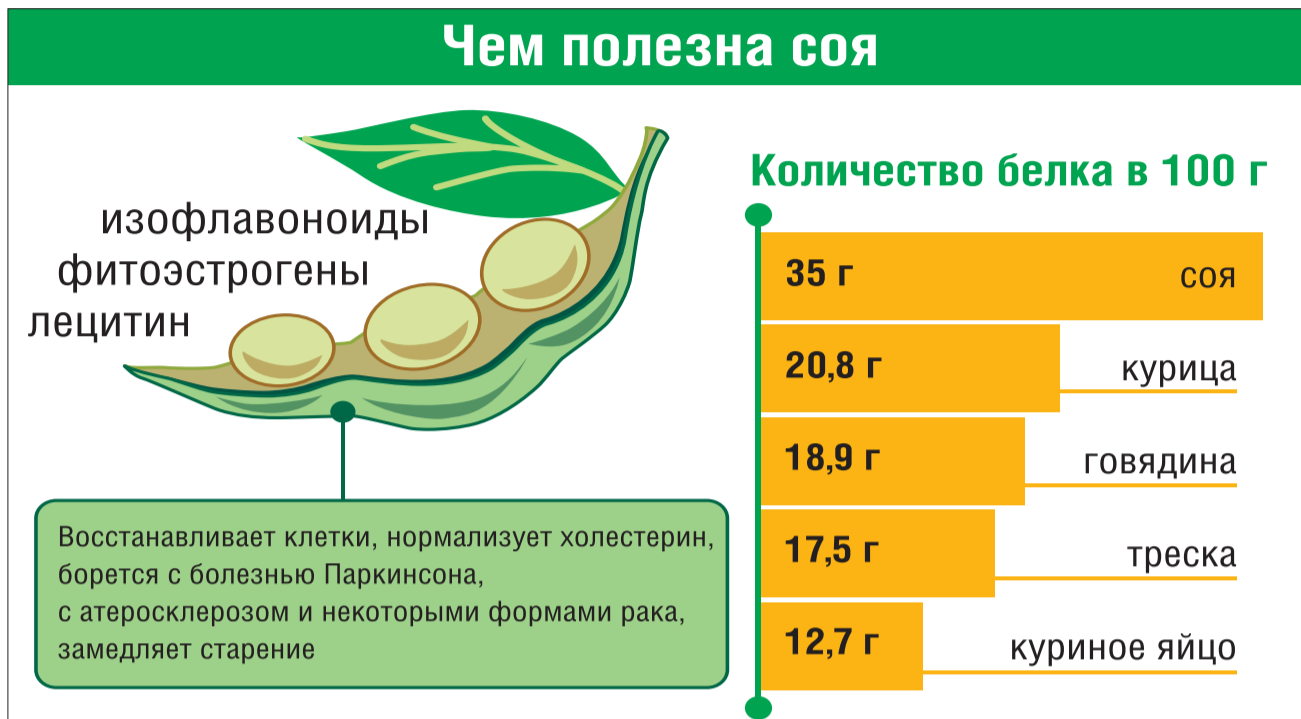 Чем полезна соя
изофлавоноиды
фитоэстрогены
лецитин
Восстанавливает клетки, нормализует холестерин,
борется с болезнью Паркинсона,
с атеросклерозом и некоторыми формами рака,
замедляет старение
Количество белка в 100 г
35 г соя
20,8 г курица
18,9 г говядина
17,5 г треска
12,7 г куриное яйцо